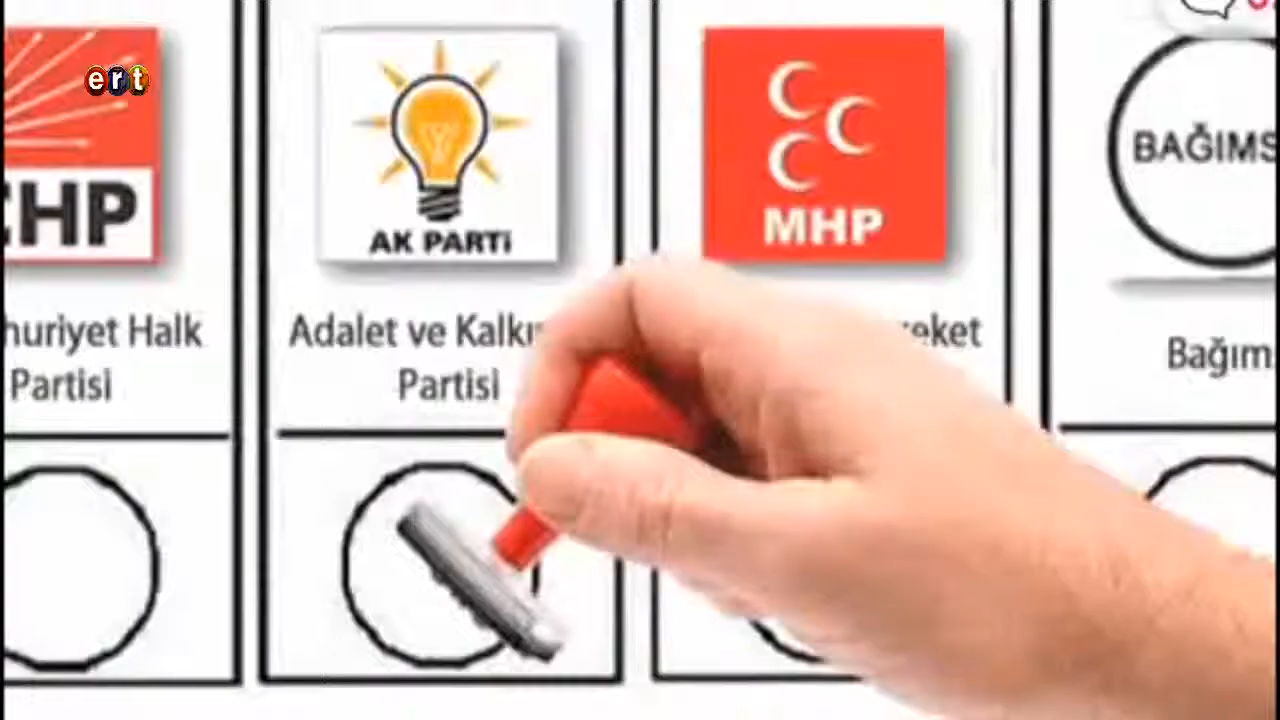 ert
CHP
AK PARTİ
MHP
BAĞIMS
huriyet Halk
Partisi
Adalet ve Kalkı
Partisi
eket
Bağım